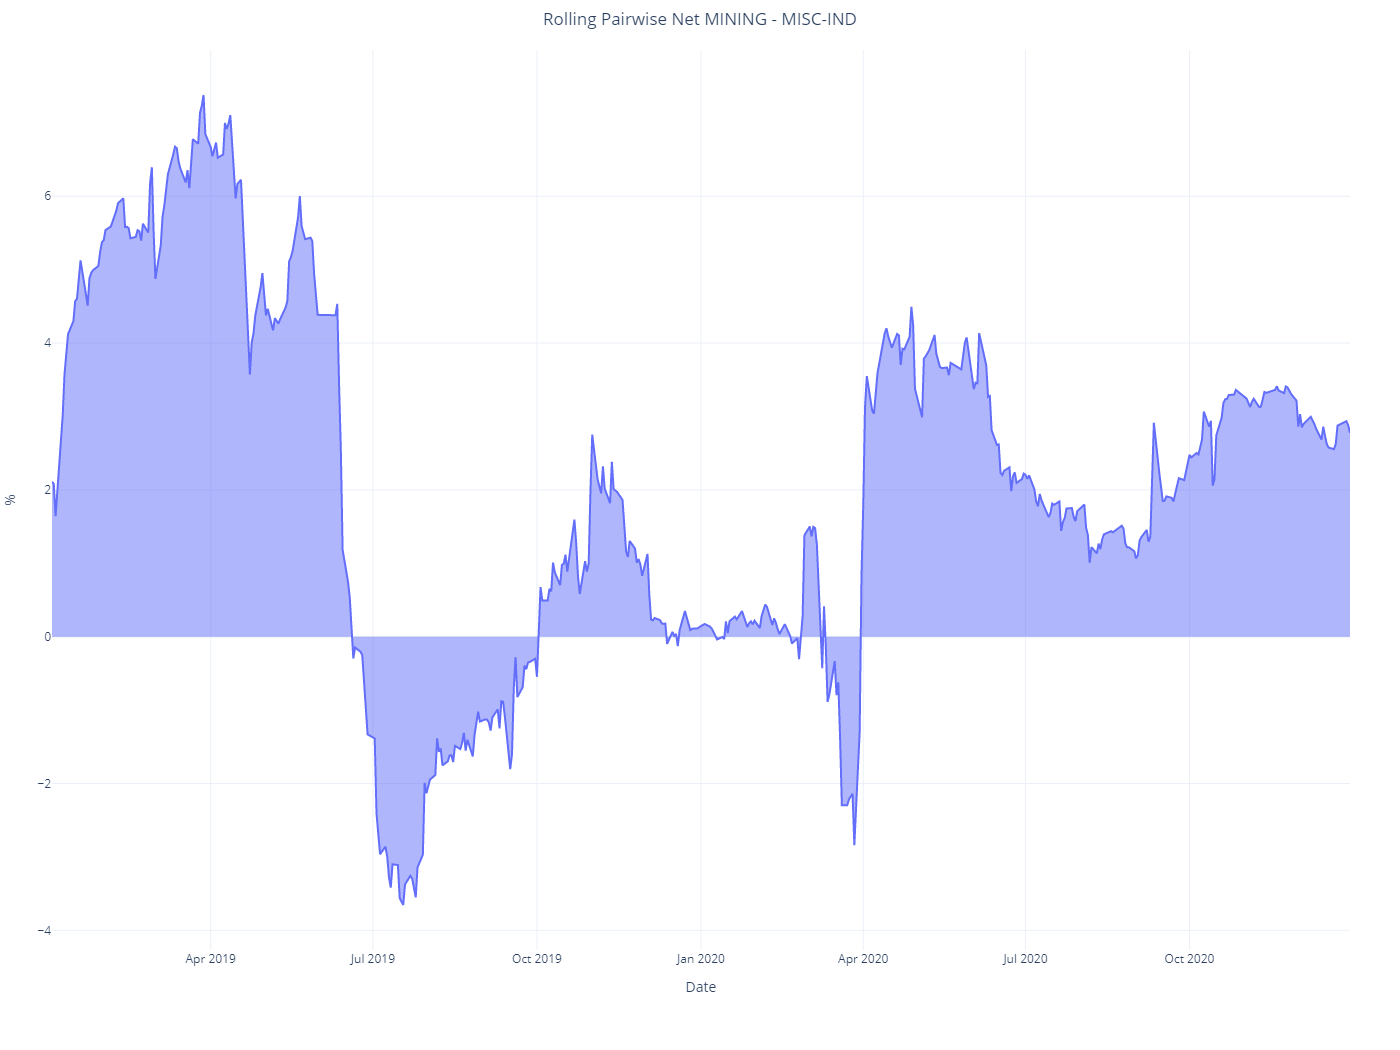 Rolling Pairwise Net MINING - MISC-IND
6
4
2
0
−2
−4
%
Apr 2019
Jul 2019
Oct 2019
Jan 2020
Apr 2020
Jul 2020
Oct 2020
Date